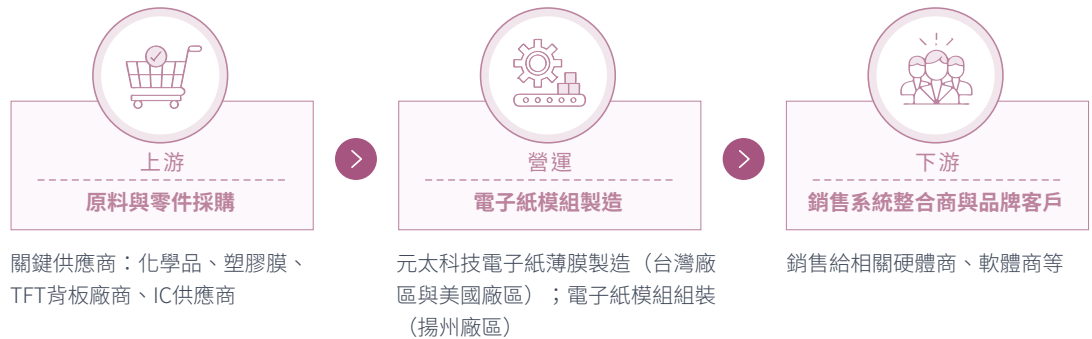 上游
原料與零件採購
關鍵供應商：化學品、塑膠膜、
TFT背板廠商、IC供應商
營運
電子紙模組製造
元太科技電子紙薄膜製造（台灣廠
區與美國廠區）；電子紙模組組裝
（揚州廠區）
下游
銷售系統整合商與品牌客戶
銷售給相關硬體商、軟體商等